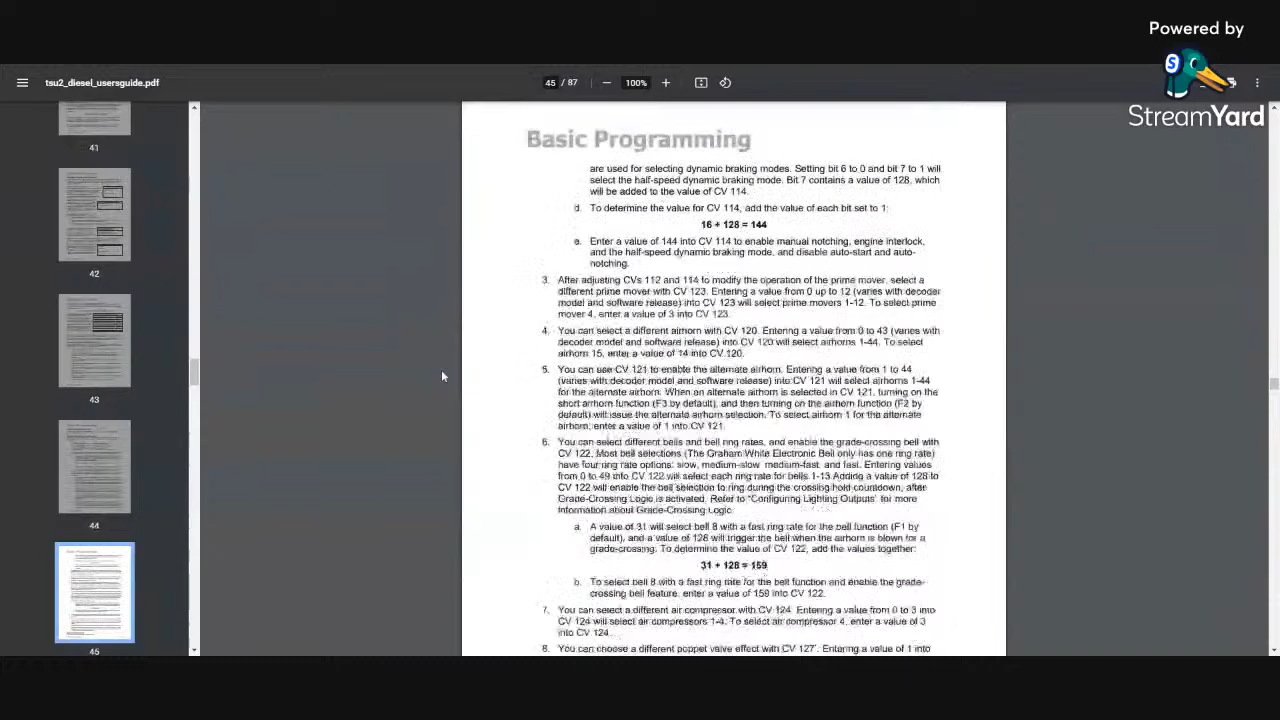 Powered by
StreamYard
tsu2_diesel_usersguide.pdf
45 / 87
100%
41
42
43
44
45
Basic Programming
are used for selecting dynamic braking modes. Setting bit 6 to 0 and bit 7 to 1 will
select the half-speed dynamic braking mode. Bit 7 contains a value of 128, which
will be added to the value of CV 114.
d. To determine the value for CV 114, add the value of each bit set to 1:
16 + 128 = 144
e. Enter a value of 144 into CV 114 to enable manual notching, engine interlock,
and the half-speed dynamic braking mode, and disable auto-start and auto-
notching.
3. After adjusting CVs 112 and 114 to modify the operation of the prime mover, select a
different prime mover with CV 123. Entering a value from 0 up to 12 (varies with decoder
model and software release) into CV 123 will select prime movers 1-12. To select prime
mover 4, enter a value of 3 into CV 123.
4. You can select a different airhorn with CV 120. Entering a value from 0 to 43 (varies with
decoder model and software release) into CV 120 will select airhorns 1-44. To select
airhorn 15, enter a value of 14 into CV 120.
5. You can use CV 121 to enable the alternate airhorn. Entering a value from 1 to 44
(varies with decoder model and software release) into CV 121 will select airhorns 1-44
for the alternate airhorn. When an alternate airhorn is selected in CV 121, turning on the
short airhorn function (F3 by default), and then turning on the airhorn function (F2 by
default) will issue the alternate airhorn selection. To select airhorn 1 for the alternate
airhorn, enter a value of 1 into CV 121.
6. You can select different bells and bell ring rates, and enable the grade-crossing bell with
CV 122. Most bell selections (The Graham White Electronic Bell only has one ring rate)
have four ring rate options: slow, medium-slow medium-fast, and fast. Entering values
from 0 to 49 into CV 122 will select each ring rate for bells 1-13 Adding a value of 128 to
CV 122 will enable the bell selection to ring during the crossing hold countdown, after
Grade-Crossing Logic is activated. Refer to "Configuring Lighting Outputs" for more
information about Grade-Crossing Logic.
a. A value of 31 will select bell 8 with a fast ring rate for the bell function (F1 by
default), and a value of 128 will trigger the bell when the airhorn is blown for a
grade-crossing. To determine the value of CV 122, add the values together:
31 + 128 = 159
b. To select bell 8 with a fast ring rate for the bell function and enable the grade-
crossing bell feature, enter a value of 159 into CV 122.
7. You can select a different air compressor with CV 124. Entering a value from 0 to 3 into
CV 124 will select air compressors 1-4. To select air compressor 4, enter a value of 3
into CV 124.
8. You can choose a different poppet valve effect with CV 127. Entering a value of 1 into